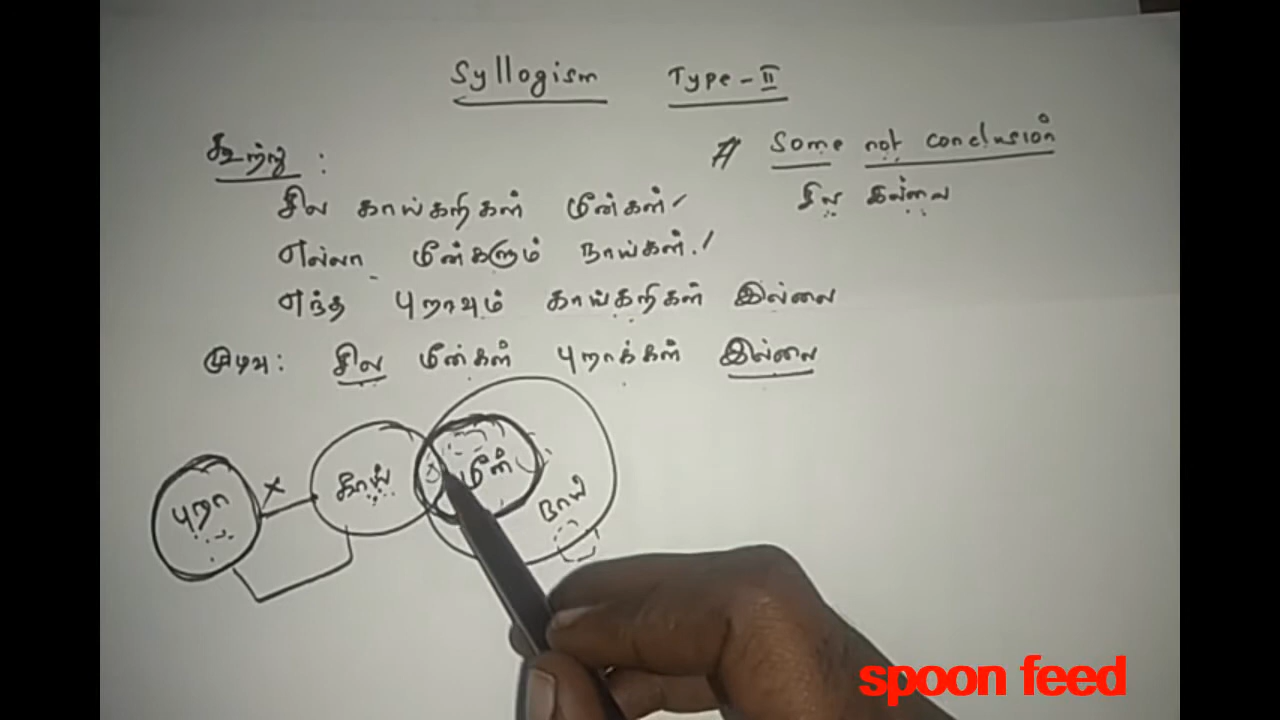 Syllogism Type - II
கூற்று :
# Some not conclusion
சில இல்லை
சில காய்கறிகள் மீன்கள்
எல்லா மீன்களும் நாய்கள்.
எந்த புறாவும் காய்கறிகள் இல்லை
முடிவு: சில மீன்கள் புறாக்கள் இல்லை
புறா
x
காய்
மீன்
நாய்
spoon feed